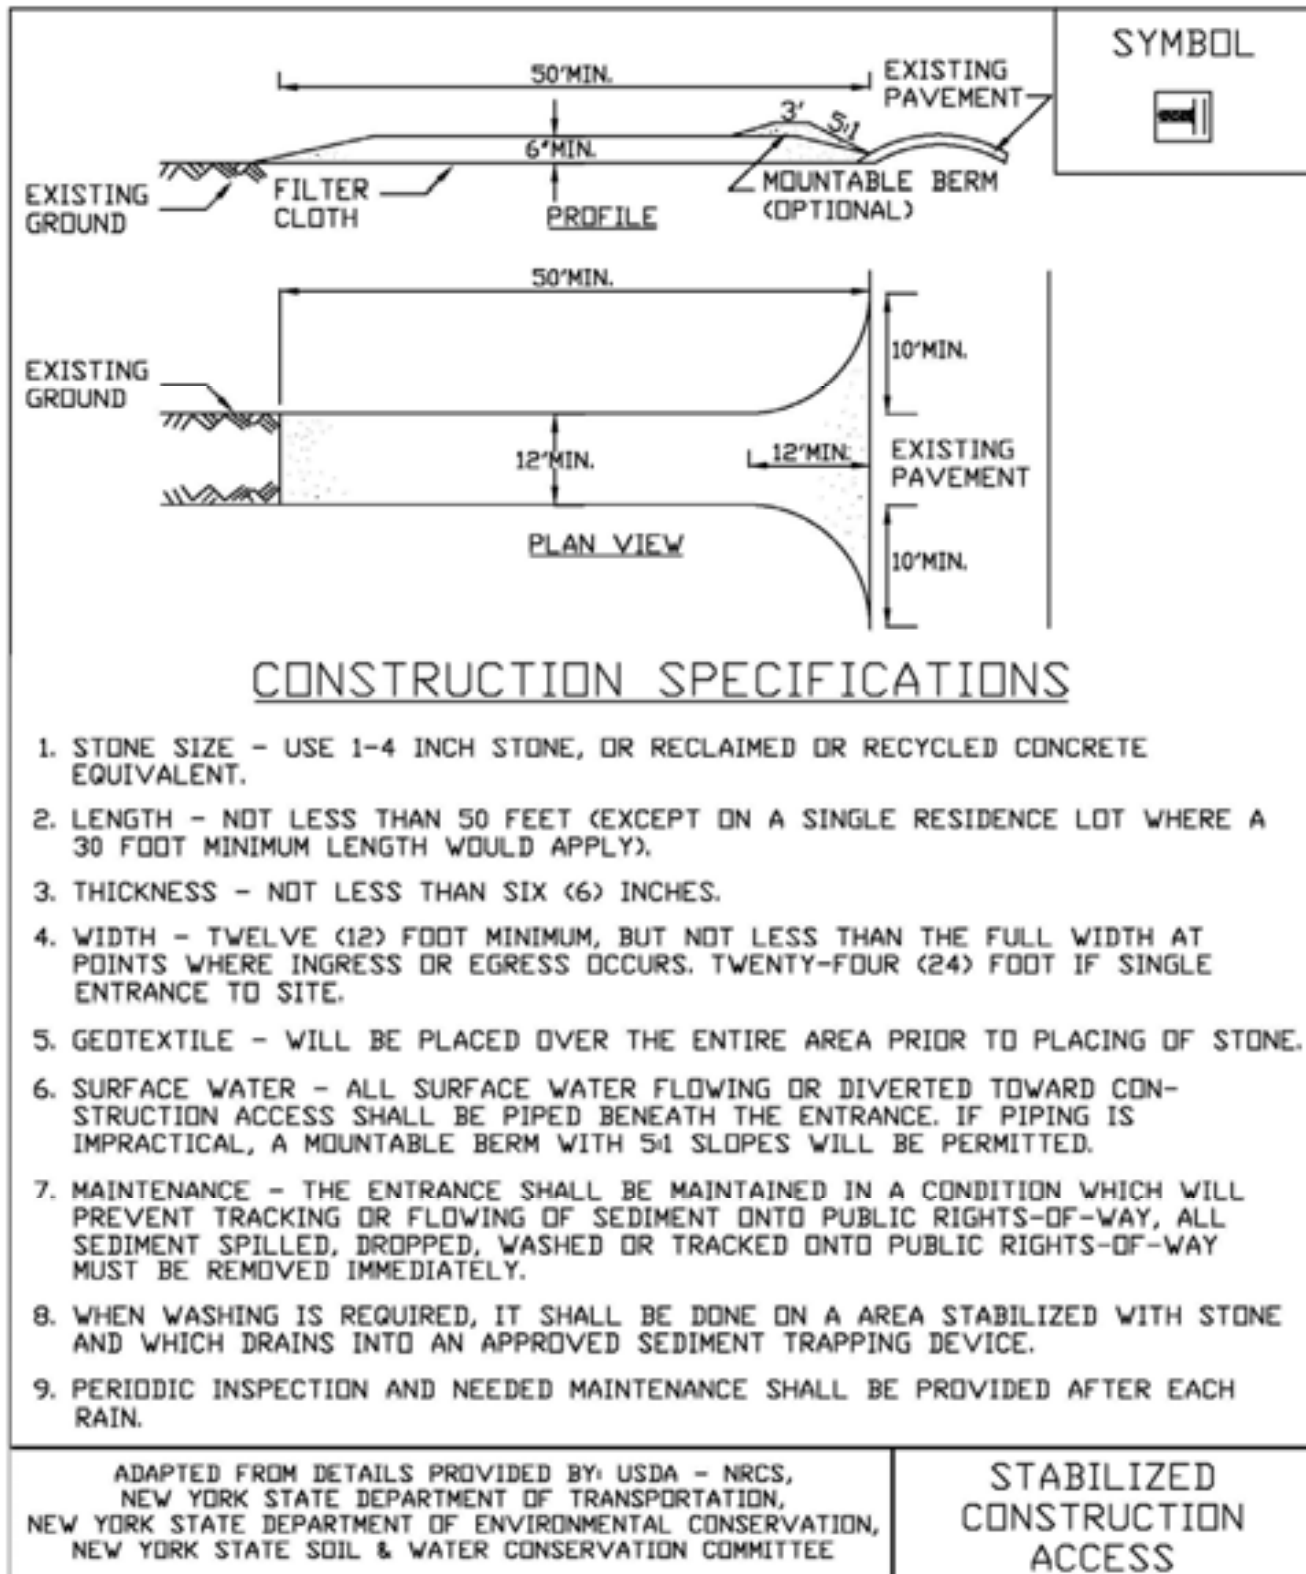 SYMBOL
50'MIN.
EXISTING
PAVEMENT
3'
5:1
6"MIN.
EXISTING
GROUND
FILTER
CLOTH
PROFILE
MOUNTABLE BERM
(OPTIONAL)
50'MIN.
10'MIN.
EXISTING
GROUND
12'MIN.
12'MIN.
EXISTING
PAVEMENT
PLAN VIEW
10'MIN.
CONSTRUCTION SPECIFICATIONS
1. STONE SIZE - USE 1-4 INCH STONE, OR RECLAIMED OR RECYCLED CONCRETE
EQUIVALENT.
2. LENGTH - NOT LESS THAN 50 FEET (EXCEPT ON A SINGLE RESIDENCE LOT WHERE A
30 FOOT MINIMUM LENGTH WOULD APPLY).
3. THICKNESS - NOT LESS THAN SIX (6) INCHES.
4. WIDTH - TWELVE (12) FOOT MINIMUM, BUT NOT LESS THAN THE FULL WIDTH AT
POINTS WHERE INGRESS OR EGRESS OCCURS. TWENTY-FOUR (24) FOOT IF SINGLE
ENTRANCE TO SITE.
5. GEOTEXTILE - WILL BE PLACED OVER THE ENTIRE AREA PRIOR TO PLACING OF STONE.
6. SURFACE WATER - ALL SURFACE WATER FLOWING OR DIVERTED TOWARD CON-
STRUCTION ACCESS SHALL BE PIPED BENEATH THE ENTRANCE. IF PIPING IS
IMPRACTICAL, A MOUNTABLE BERM WITH 5:1 SLOPES WILL BE PERMITTED.
7. MAINTENANCE - THE ENTRANCE SHALL BE MAINTAINED IN A CONDITION WHICH WILL
PREVENT TRACKING OR FLOWING OF SEDIMENT ONTO PUBLIC RIGHTS-OF-WAY, ALL
SEDIMENT SPILLED, DROPPED, WASHED OR TRACKED ONTO PUBLIC RIGHTS-OF-WAY
MUST BE REMOVED IMMEDIATELY.
8. WHEN WASHING IS REQUIRED, IT SHALL BE DONE ON A AREA STABILIZED WITH STONE
AND WHICH DRAINS INTO AN APPROVED SEDIMENT TRAPPING DEVICE.
9. PERIODIC INSPECTION AND NEEDED MAINTENANCE SHALL BE PROVIDED AFTER EACH
RAIN.
ADAPTED FROM DETAILS PROVIDED BY: USDA - NRCS,
NEW YORK STATE DEPARTMENT OF TRANSPORTATION,
NEW YORK STATE DEPARTMENT OF ENVIRONMENTAL CONSERVATION,
NEW YORK STATE SOIL & WATER CONSERVATION COMMITTEE
STABILIZED
CONSTRUCTION
ACCESS